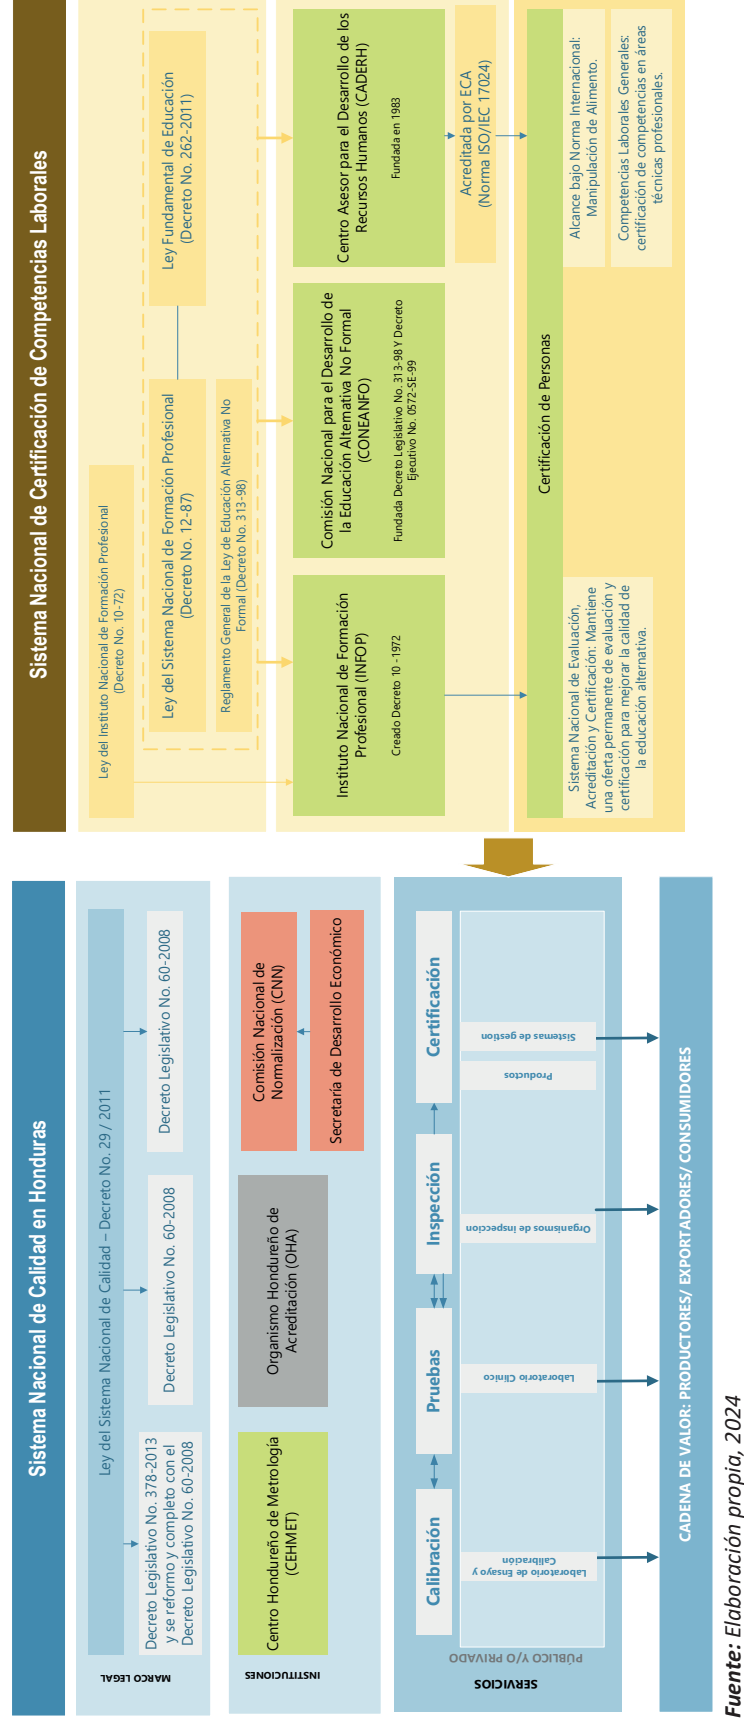 Sistema Nacional de Calidad en Honduras
MARCO LEGAL
Ley del Sistema Nacional de Calidad – Decreto No. 29 / 2011
Decreto Legislativo No. 378-2013
y se reformo y completo con el
Decreto Legislativo No. 60-2008
Decreto Legislativo No. 60-2008
Decreto Legislativo No. 60-2008
INSTITUCIONES
Centro Hondureño de Metrología
(CEHMET)
Organismo Hondureño de
Acreditación (OHA)
Comisión Nacional de
Normalización (CNN)
Secretaría de Desarrollo Económico
SERVICIOS
PÚBLICO Y/O PRIVADO
Calibración
Pruebas
Inspección
Certificación
Laboratorio de Ensayo y
Calibración
Laboratorio Clinico
Organismos de inspeccion
Productos
Sistemas de gestion
CADENA DE VALOR: PRODUCTORES/ EXPORTADORES/ CONSUMIDORES
Fuente: Elaboración propia, 2024
Sistema Nacional de Certificación de Competencias Laborales
Ley del Instituto Nacional de Formación Profesional
(Decreto No. 10-72)
Ley del Sistema Nacional de Formación Profesional
(Decreto No. 12-87)
Ley Fundamental de Educación
(Decreto No. 262-2011)
Reglamento General de la Ley de Educación Alternativa No
Formal (Decreto No. 313-98)
Instituto Nacional de Formación
Profesional (INFOP)
Creado Decreto 10 -1972
Comisión Nacional para el Desarrollo de
la Educación Alternativa No Formal
(CONEANFO)
Fundada Decreto Legislativo No. 313-98 Y Decreto
Ejecutivo No. 0572-SE-99
Centro Asesor para el Desarrollo de los
Recursos Humanos (CADERH)
Fundada en 1983
Acreditada por ECA
(Norma ISO/IEC 17024)
Certificación de Personas
Sistema Nacional de Evaluación,
Acreditación y Certificación: Mantiene
una oferta permanente de evaluación y
certificación para mejorar la calidad de
la educación alternativa.
Alcance bajo Norma Internacional:
Manipulación de Alimento.
Competencias Laborales Generales:
certificación de competencias en áreas
técnicas profesionales.